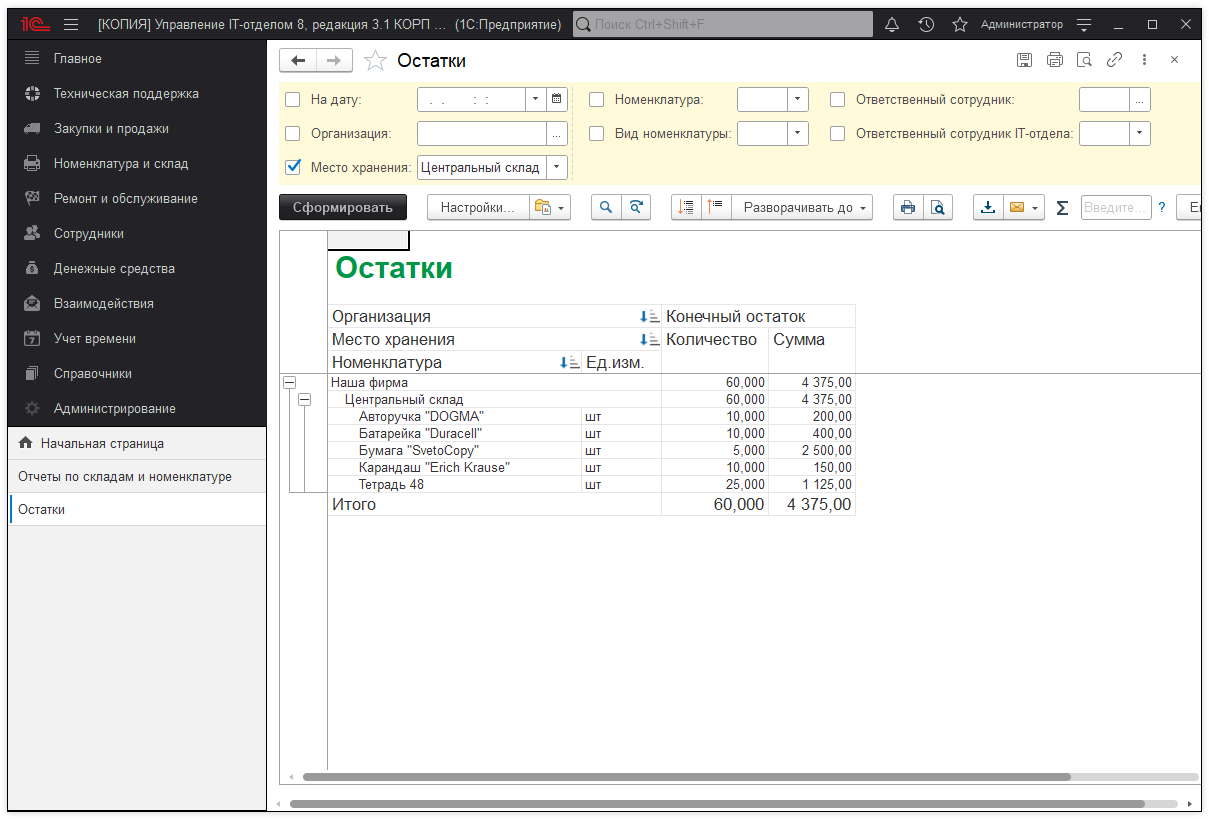 1С [КОПИЯ] Управление IT-отделом 8, редакция 3.1 КОРП ... (1С:Предприятие) Поиск Ctrl+Shift+F Администратор
Главное
Техническая поддержка
Закупки и продажи
Номенклатура и склад
Ремонт и обслуживание
Сотрудники
Денежные средства
Взаимодействия
7 Учет времени
Справочники
Администрирование
Начальная страница
Отчеты по складам и номенклатуре
Остатки
Остатки
На дату: . . : : Номенклатура: Ответственный сотрудник: ...
Организация: ... Вид номенклатуры: Ответственный сотрудник IT-отдела:
Место хранения: Центральный склад
Сформировать Настройки... Разворачивать до Σ Введите... ?
Остатки
Организация Конечный остаток
Место хранения Количество Сумма
Номенклатура Ед.изм.
Наша фирма 60,000 4 375,00
Центральный склад 60,000 4 375,00
Авторучка "DOGMA" шт 10,000 200,00
Батарейка "Duracell" шт 10,000 400,00
Бумага "SvetoCopy" шт 5,000 2 500,00
Карандаш "Erich Krause" шт 10,000 150,00
Тетрадь 48 шт 25,000 1 125,00
Итого 60,000 4 375,00